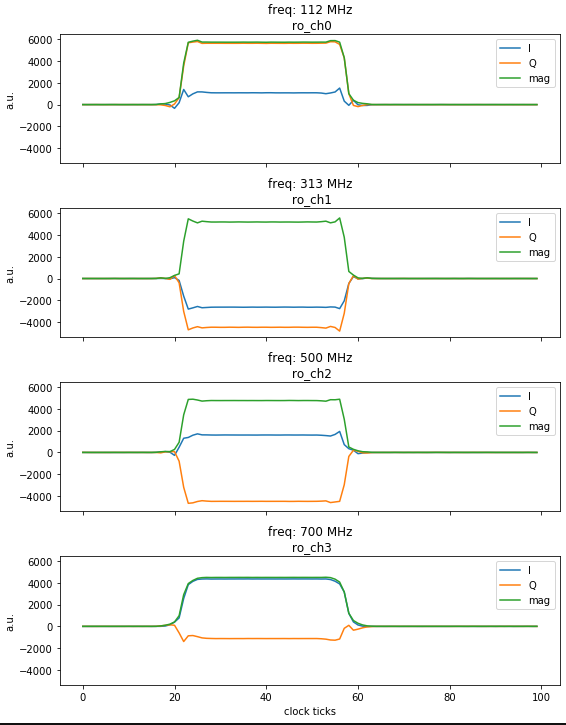 freq: 112 MHz
ro_ch0
6000
4000
2000
0
−2000
−4000
a.u.
I
Q
mag
freq: 313 MHz
ro_ch1
6000
4000
2000
0
−2000
−4000
a.u.
I
Q
mag
freq: 500 MHz
ro_ch2
6000
4000
2000
0
−2000
−4000
a.u.
I
Q
mag
freq: 700 MHz
ro_ch3
6000
4000
2000
0
−2000
−4000
a.u.
I
Q
mag
0 20 40 60 80 100
clock ticks